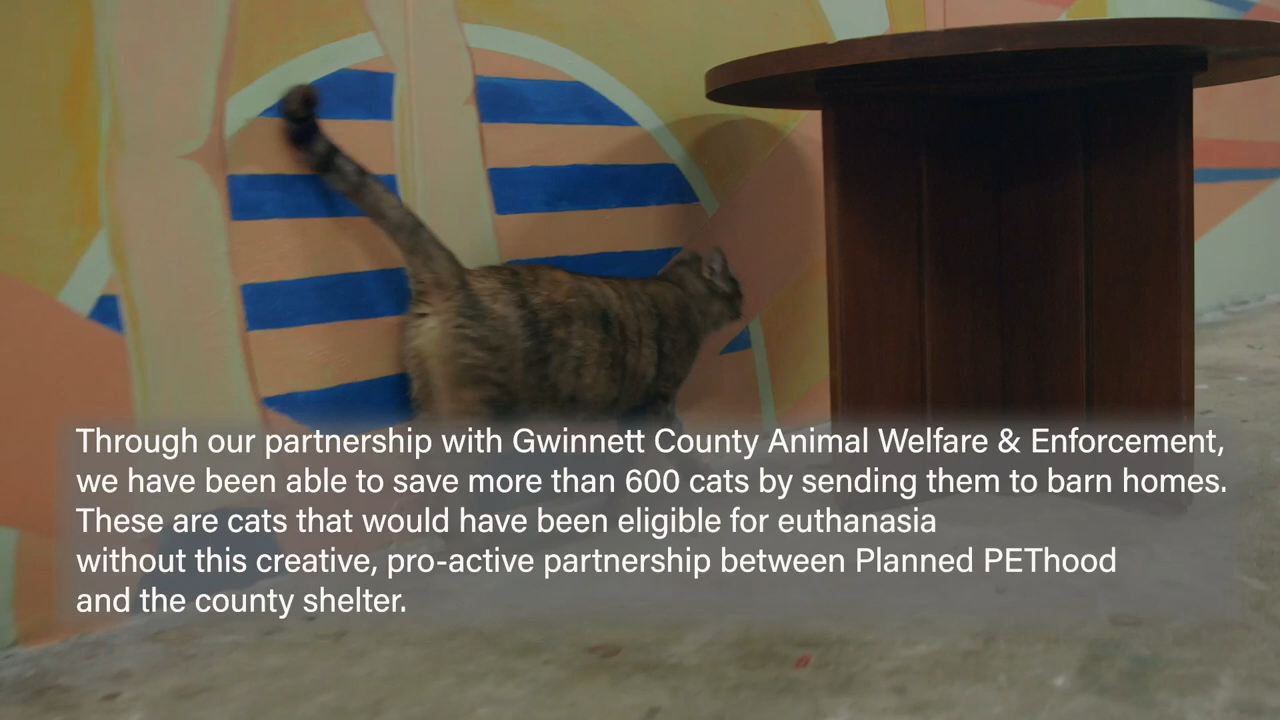 Through our partnership with Gwinnett County Animal Welfare & Enforcement,
we have been able to save more than 600 cats by sending them to barn homes.
These are cats that would have been eligible for euthanasia
without this creative, pro-active partnership between Planned PEThood
and the county shelter.